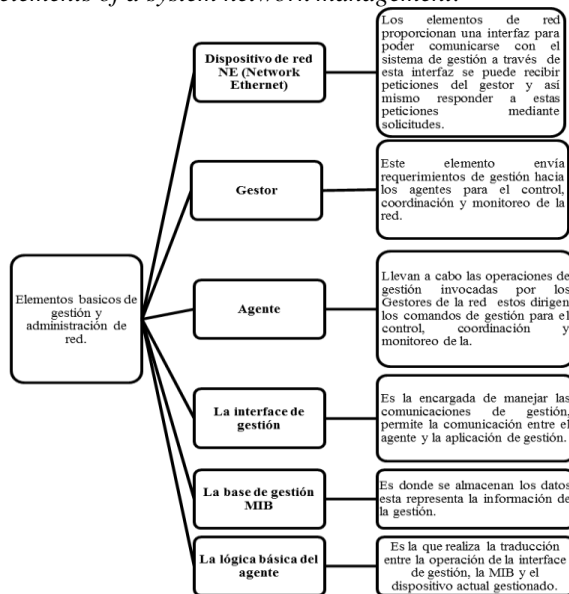 elements of a system network management.
Dispositivo de red
NE (Network
Ethernet)
Los elementos de red
proporcionan una interfaz para
poder comunicarse con el
sistema de gestión a través de
esta interfaz se puede recibir
peticiones del gestor y así
mismo responder a estas
peticiones mediante
solicitudes.
Gestor
Este elemento envía
requerimientos de gestión hacia
los agentes para el control,
coordinación y monitoreo de la
red.
Elementos basicos de
gestión y
administración de
red.
Agente
Llevan a cabo las operaciones de
gestión invocadas por los
Gestores de la red estos dirigen
los comandos de gestión para el
control, coordinación y
monitoreo de la.
La interface de
gestión
Es la encargada de manejar las
comunicaciones de gestión,
permite la comunicación entre el
agente y la aplicación de gestión.
La base de gestión
MIB
Es donde se almacenan los datos
esta representa la información de
la gestión.
La lógica básica del
agente
Es la que realiza la traducción
entre la operación de la interface
de gestión, la MIB y el
dispositivo actual gestionado.